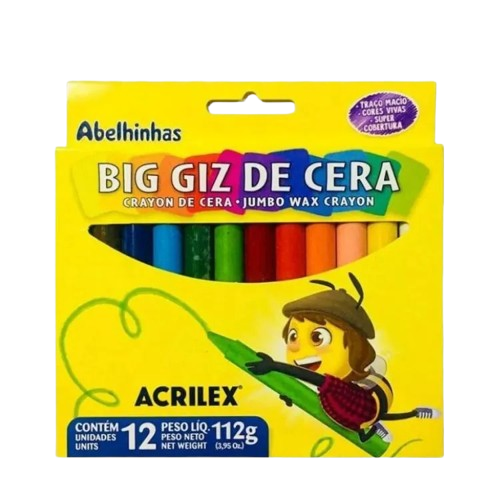 Abelhinhas
• TRAÇO MACIO
• CORES VIVAS
• SUPER
COBERTURA
BIG GIZ DE CERA
CRAYON DE CERA • JUMBO WAX CRAYON
ACRILEX®
CONTÉM
UNIDADES
UNITS
12
PESO LÍQ.
PESO NETO
NET WEIGHT
112g
(3,95 Oz.)